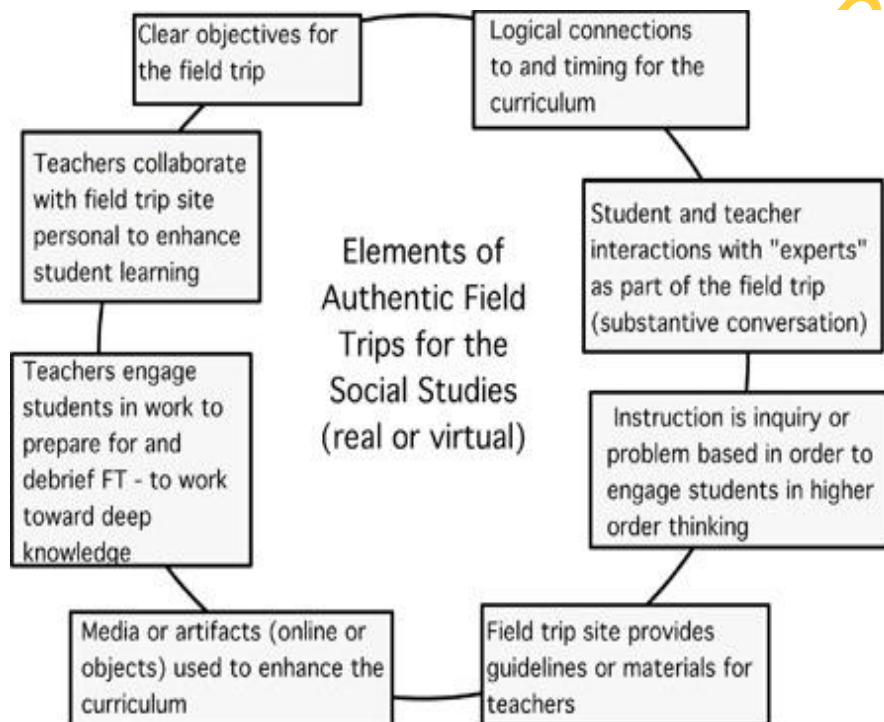 Clear objectives for
the field trip
Logical connections
to and timing for the
curriculum
Student and teacher
interactions with "experts"
as part of the field trip
(substantive conversation)
Instruction is inquiry or
problem based in order to
engage students in higher
order thinking
Field trip site provides
guidelines or materials for
teachers
Media or artifacts (online or
objects) used to enhance the
curriculum
Teachers engage
students in work to
prepare for and
debrief FT - to work
toward deep
knowledge
Teachers collaborate
with field trip site
personal to enhance
student learning
Elements of
Authentic Field
Trips for the
Social Studies
(real or virtual)